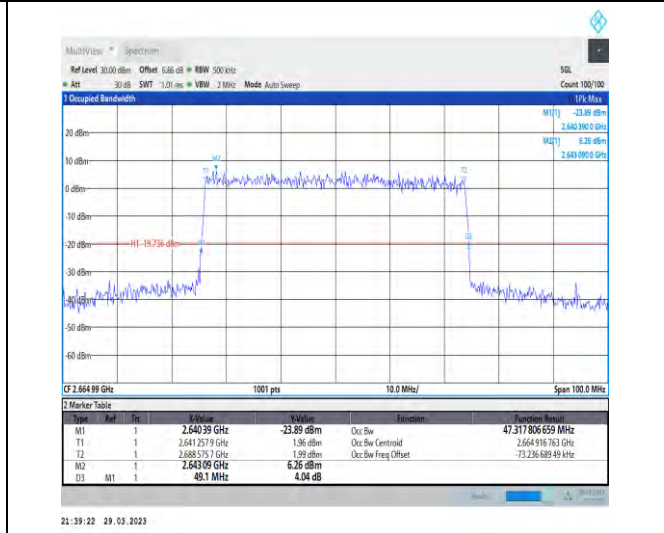 MultiView Spectrum
Ref Level 30.00 dBm Offset 6.86 dB RBW 500 kHz SGL
Att 30 dB SWT 1.01 ms VBW 2 MHz Mode Auto Sweep Count 100/100
1 Occupied Bandwidth 1Pk Max
M1[1] -23.89 dBm
2.640 390 0 GHz
M2[1] 6.26 dBm
2.643 090 0 GHz
20 dBm
10 dBm
M2
T1 T2
0 dBm
-10 dBm
-20 dBm H1 -19.736 dBm
M1 D3
-30 dBm
-40 dBm
-50 dBm
-60 dBm
CF 2.664 99 GHz 1001 pts 10.0 MHz/ Span 100.0 MHz
2 Marker Table
Type Ref Trc X-Value Y-Value Function Function Result
M1 1 2.640 39 GHz -23.89 dBm Occ Bw 47.317 806 659 MHz
T1 1 2.641 257 9 GHz 1.96 dBm Occ Bw Centroid 2.664 916 763 GHz
T2 1 2.688 575 7 GHz 1.99 dBm Occ Bw Freq Offset -73.236 689 49 kHz
M2 1 2.643 09 GHz 6.26 dBm
D3 M1 1 49.1 MHz 4.04 dB
21:39:22 29.03.2023